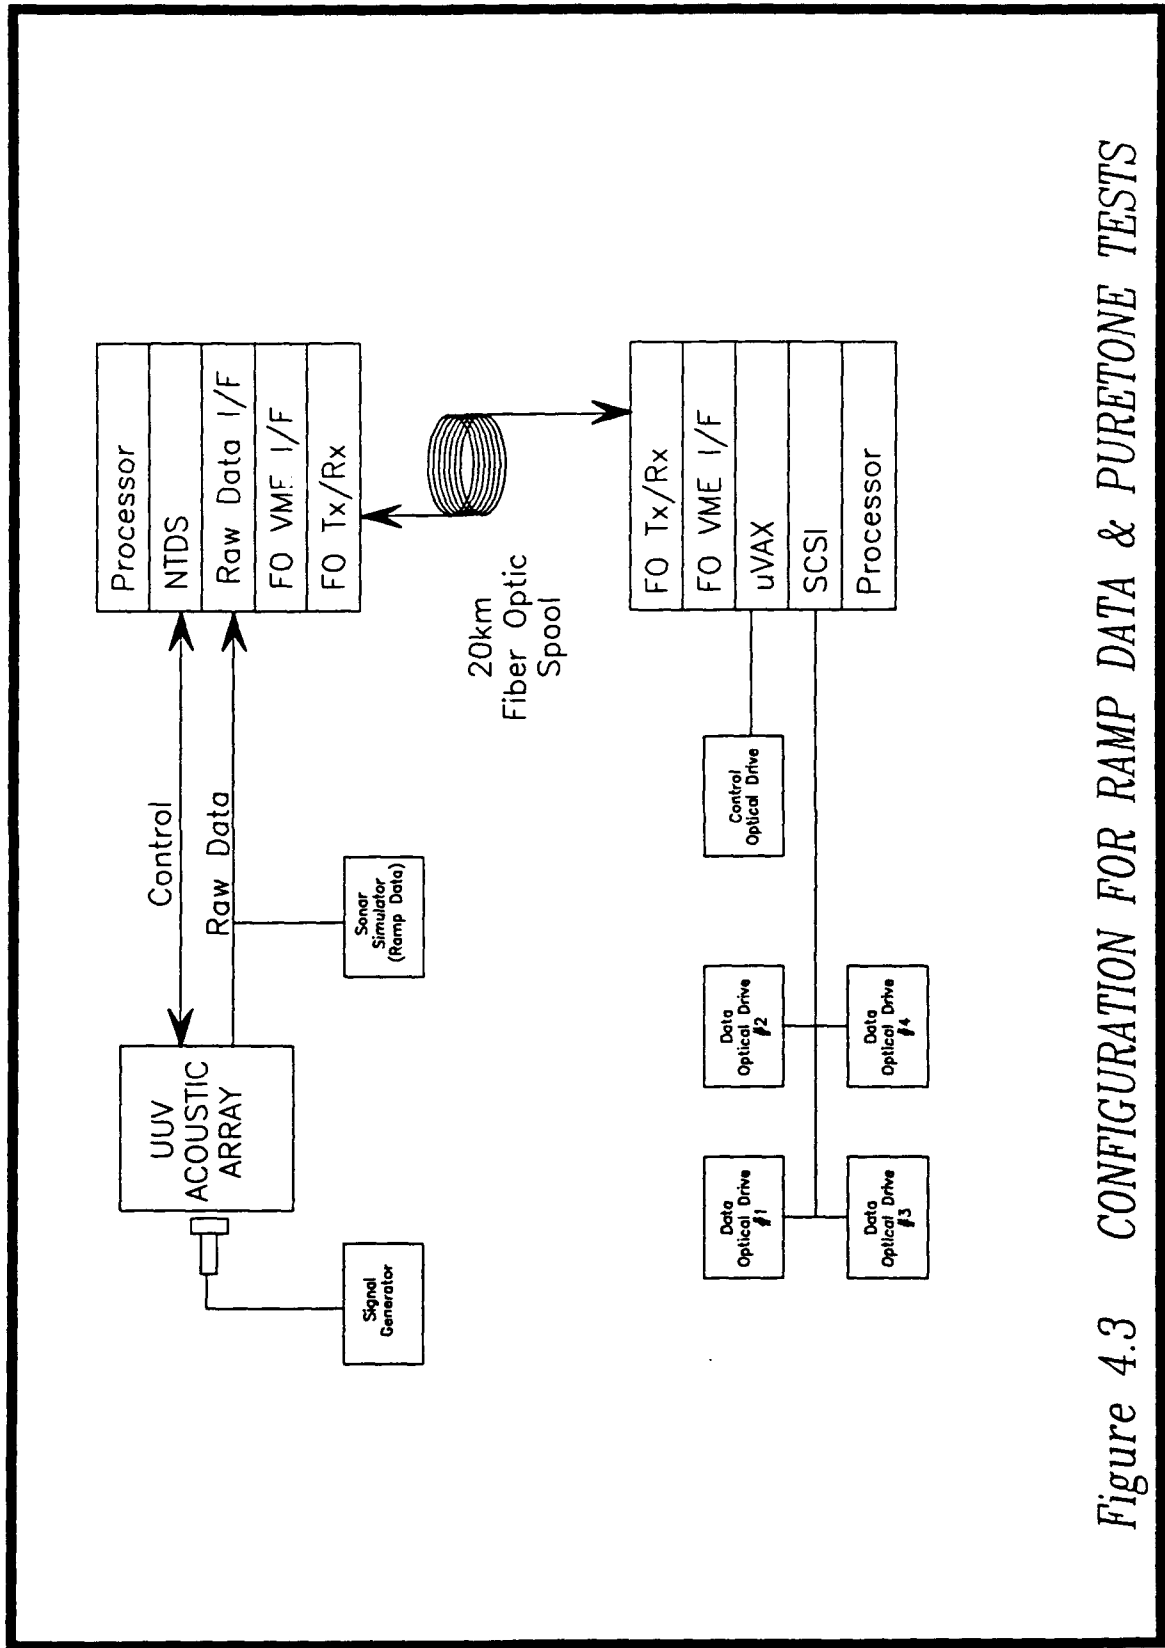 UUV
ACOUSTIC
ARRAY
Signal
Generator
Control
Raw Data
Sonar
Simulator
(Ramp Data)
Processor
NTDS
Raw Data I/F
FO VME I/F
FO Tx/Rx
20km
Fiber Optic
Spool
FO Tx/Rx
FO VME I/F
uVAX
SCSI
Processor
Control
Optical Drive
Data
Optical Drive
#1
Data
Optical Drive
#2
Data
Optical Drive
#3
Data
Optical Drive
#4
Figure 4.3 CONFIGURATION FOR RAMP DATA & PURETONE TESTS